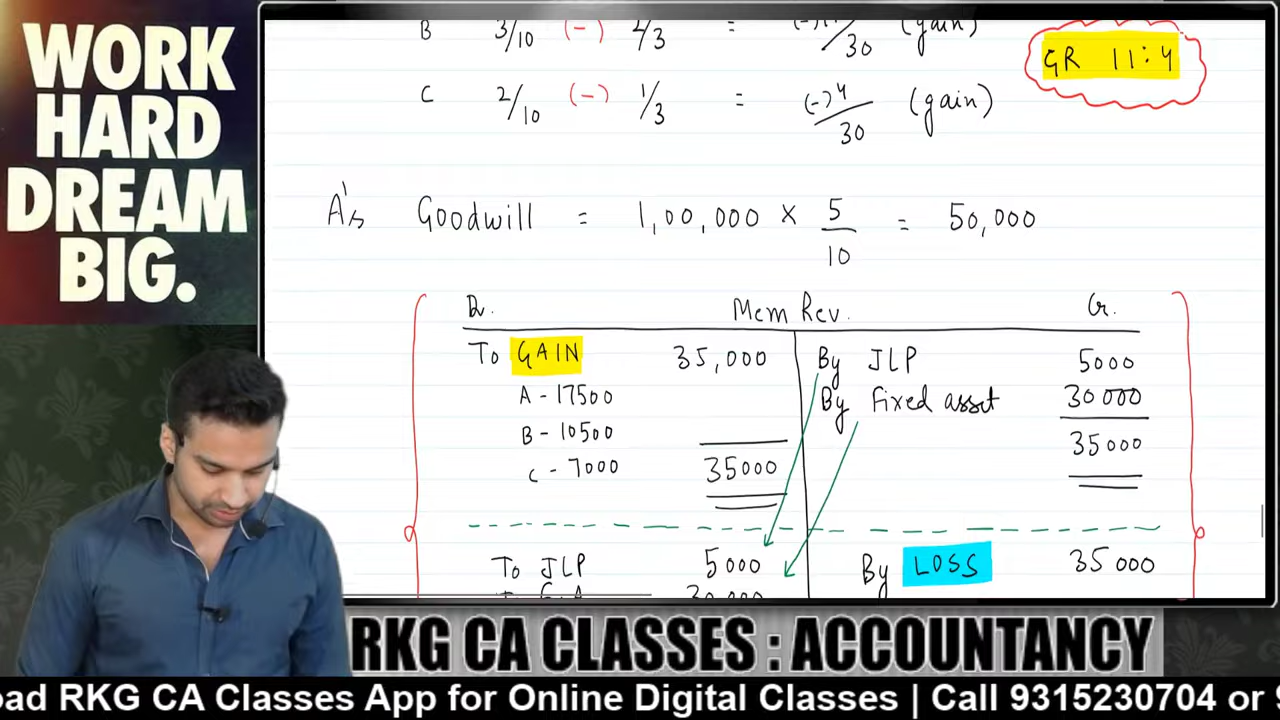 WORK
HARD
DREAM
BIG.
B 3/10 (-) 2/3 = /30 (gain)
GR 11:4
C 2/10 (-) 1/3 = (-)4/30 (gain)
A's Goodwill = 1,00,000 × 5/10 = 50,000
Dr. Mem Rev. Cr.
To GAIN 35,000 By JLP 5000
A - 17500 By Fixed asset 30000
B - 10500 35000
C - 7000 35000
To JLP 5000 By LOSS 35000
RKG CA CLASSES : ACCOUNTANCY
oad RKG CA Classes App for Online Digital Classes | Call 9315230704 or